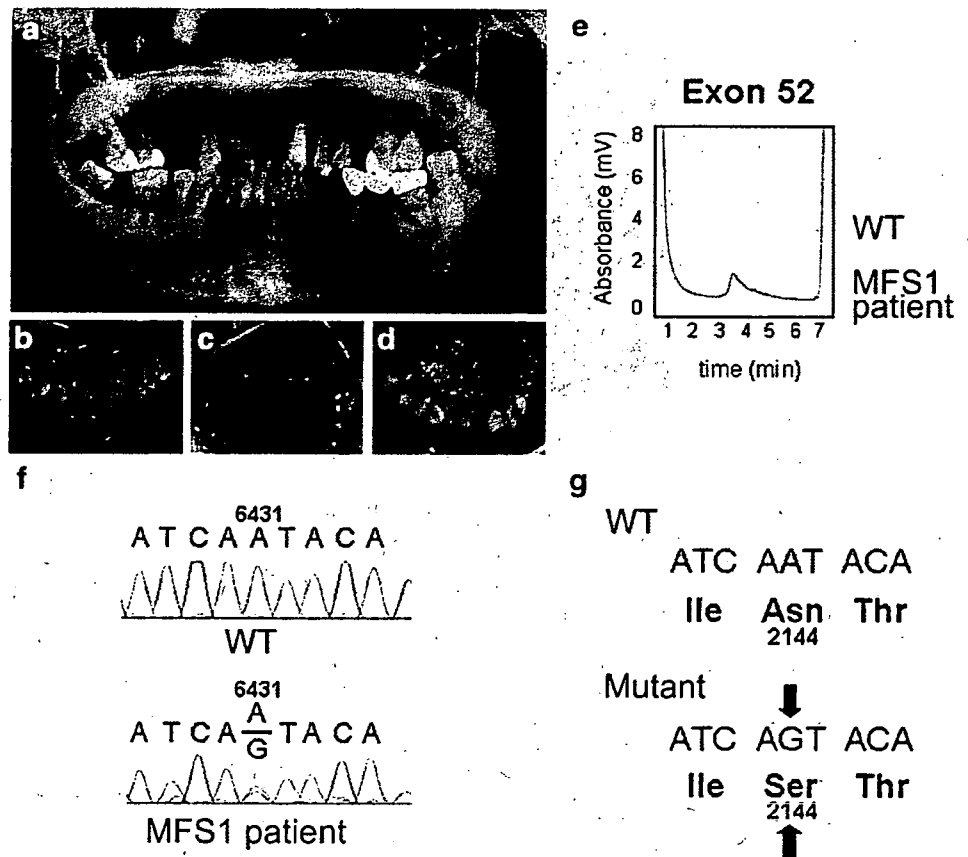 a
b
c
d
e
Exon 52
Absorbance (mV)
8
6
4
2
0
1 2 3 4 5 6 7
time (min)
WT
MFS1
patient
f
6431
A T C A A T A C A
WT
6431
A T C A A/G T A C A
MFS1 patient
g
WT
ATC AAT ACA
Ile Asn Thr
2144
Mutant
ATC AGT ACA
Ile Ser Thr
2144